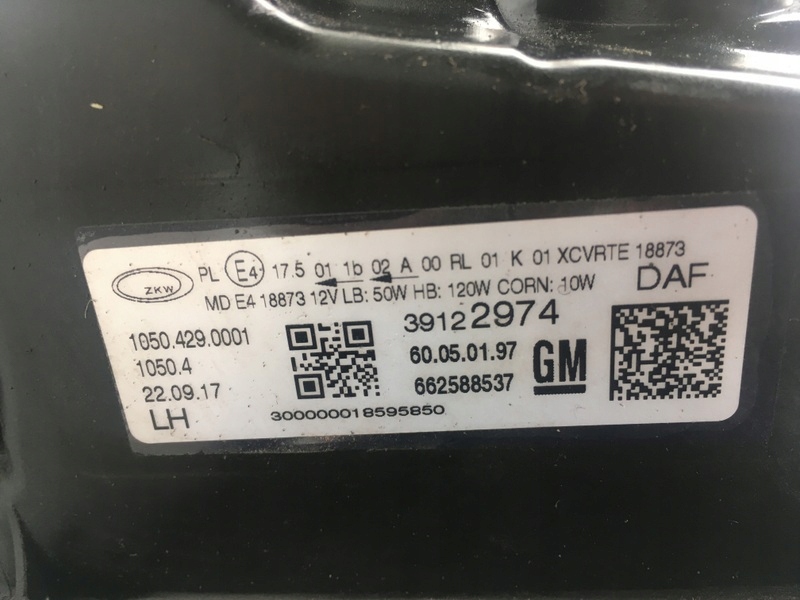 ZKW PL E4 17.5 01 1b 02 A 00 RL 01 K 01 XCVRTE 18873
MD E4 18873 12V LB: 50W HB: 120W CORN: 10W DAF
1050.429.0001 39122974
1050.4 60.05.01.97 GM
22.09.17 662588537
LH 300000018595850